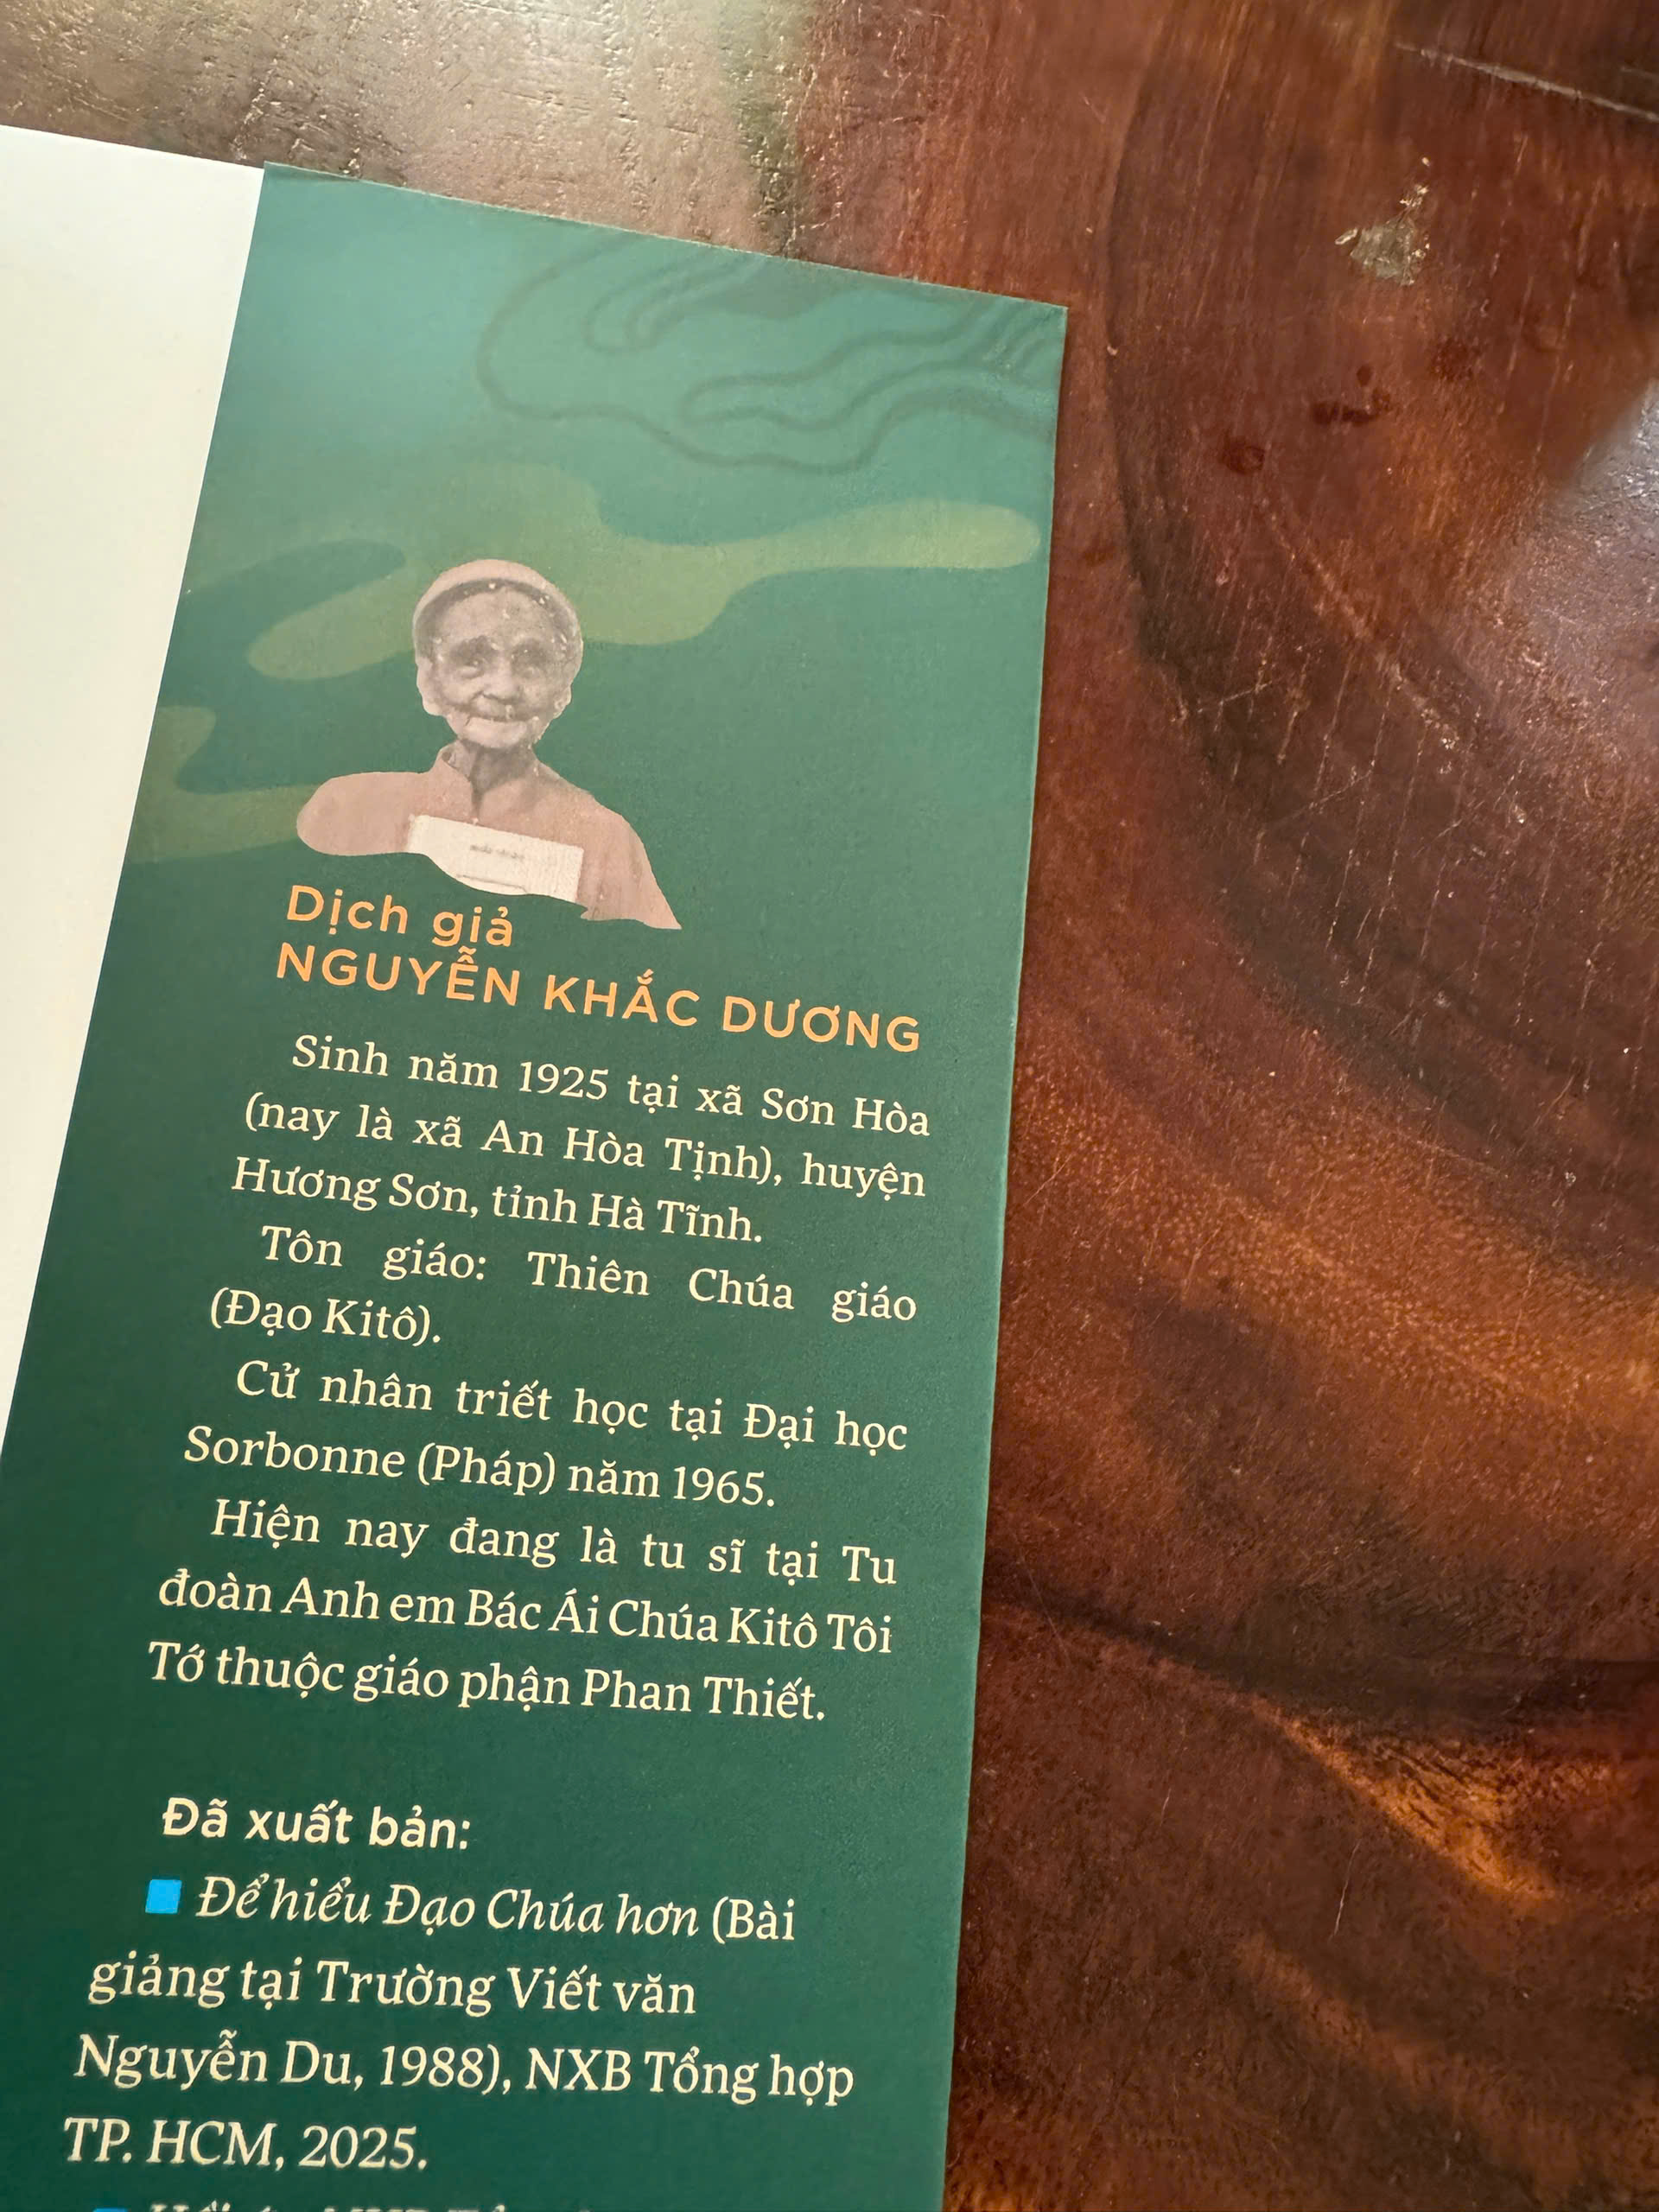 Dịch giả
NGUYỄN KHẮC DƯƠNG
Sinh năm 1925 tại xã Sơn Hòa
(nay là xã An Hòa Tịnh), huyện
Hương Sơn, tỉnh Hà Tĩnh.
Tôn giáo: Thiên Chúa giáo
(Đạo Kitô).
Cử nhân triết học tại Đại học
Sorbonne (Pháp) năm 1965.
Hiện nay đang là tu sĩ tại Tu
đoàn Anh em Bác Ái Chúa Kitô Tôi
Tớ thuộc giáo phận Phan Thiết.
Đã xuất bản:
Để hiểu Đạo Chúa hơn (Bài
giảng tại Trường Viết văn
Nguyễn Du, 1988), NXB Tổng hợp
TP. HCM, 2025.